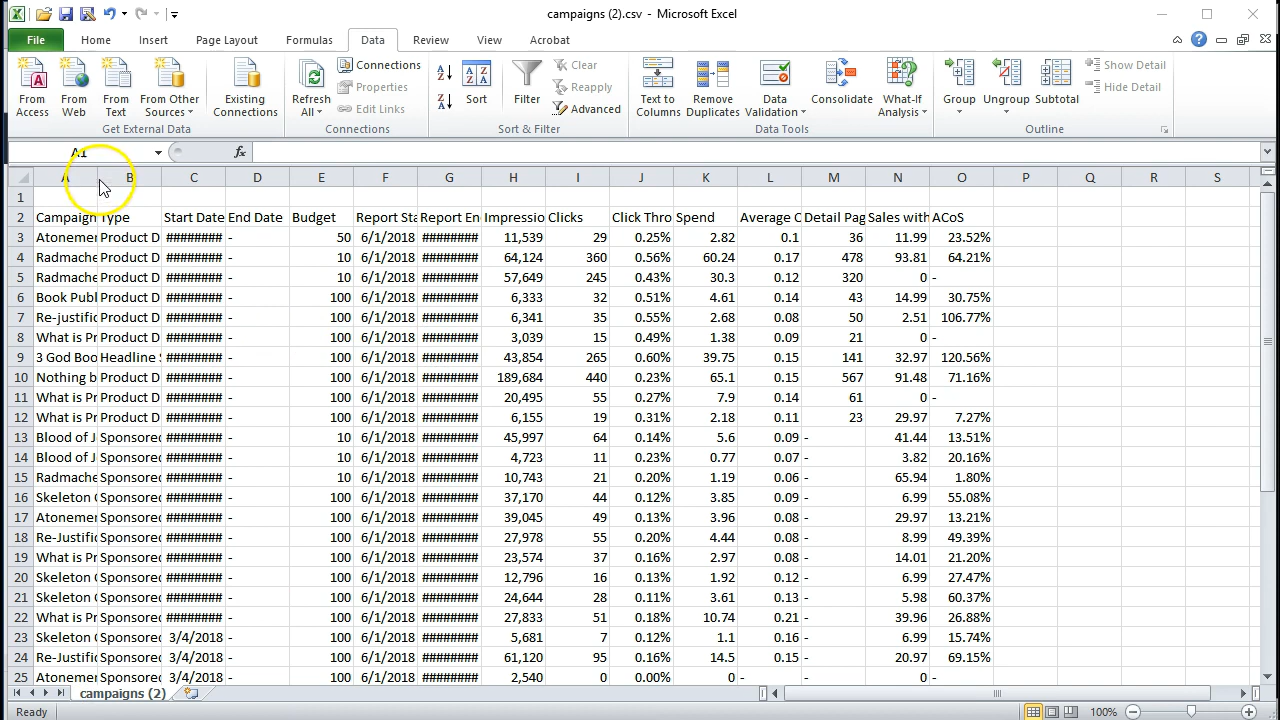 campaigns (2).csv - Microsoft Excel
File Home Insert Page Layout Formulas Data Review View Acrobat
From Access From Web From Text From Other Sources Existing Connections Refresh All Connections Properties Edit Links Sort Filter Clear Reapply Advanced Text to Columns Remove Duplicates Data Validation Consolidate What-If Analysis Group Ungroup Subtotal Show Detail Hide Detail
Get External Data Connections Sort & Filter Data Tools Outline
A1 fx
A B C D E F G H I J K L M N O P Q R S
1
2 Campaign Type Start Date End Date Budget Report Sta Report En Impressio Clicks Click Thro Spend Average C Detail Pag Sales with ACoS
3 Atonemen Product D ######## - 50 6/1/2018 ######## 11,539 29 0.25% 2.82 0.1 36 11.99 23.52%
4 Radmache Product D ######## - 10 6/1/2018 ######## 64,124 360 0.56% 60.24 0.17 478 93.81 64.21%
5 Radmache Product D ######## - 10 6/1/2018 ######## 57,649 245 0.43% 30.3 0.12 320 0 -
6 Book Publ Product D ######## - 100 6/1/2018 ######## 6,333 32 0.51% 4.61 0.14 43 14.99 30.75%
7 Re-justific Product D ######## - 100 6/1/2018 ######## 6,341 35 0.55% 2.68 0.08 50 2.51 106.77%
8 What is Pr Product D ######## - 100 6/1/2018 ######## 3,039 15 0.49% 1.38 0.09 21 0 -
9 3 God Boo Headline S ######## - 100 6/1/2018 ######## 43,854 265 0.60% 39.75 0.15 141 32.97 120.56%
10 Nothing b Product D ######## - 100 6/1/2018 ######## 189,684 440 0.23% 65.1 0.15 567 91.48 71.16%
11 What is Pr Product D ######## - 100 6/1/2018 ######## 20,495 55 0.27% 7.9 0.14 61 0 -
12 What is Pr Product D ######## - 100 6/1/2018 ######## 6,155 19 0.31% 2.18 0.11 23 29.97 7.27%
13 Blood of J Sponsored ######## - 10 6/1/2018 ######## 45,997 64 0.14% 5.6 0.09 - 41.44 13.51%
14 Blood of J Sponsored ######## - 10 6/1/2018 ######## 4,723 11 0.23% 0.77 0.07 - 3.82 20.16%
15 Radmache Sponsored ######## - 10 6/1/2018 ######## 10,743 21 0.20% 1.19 0.06 - 65.94 1.80%
16 Skeleton C Sponsored ######## - 100 6/1/2018 ######## 37,170 44 0.12% 3.85 0.09 - 6.99 55.08%
17 Atonemen Sponsored ######## - 100 6/1/2018 ######## 39,045 49 0.13% 3.96 0.08 - 29.97 13.21%
18 Re-Justific Sponsored ######## - 100 6/1/2018 ######## 27,978 55 0.20% 4.44 0.08 - 8.99 49.39%
19 What is Pr Sponsored ######## - 100 6/1/2018 ######## 23,574 37 0.16% 2.97 0.08 - 14.01 21.20%
20 Skeleton C Sponsored ######## - 100 6/1/2018 ######## 12,796 16 0.13% 1.92 0.12 - 6.99 27.47%
21 Skeleton C Sponsored ######## - 100 6/1/2018 ######## 24,644 28 0.11% 3.61 0.13 - 5.98 60.37%
22 What is Pr Sponsored ######## - 100 6/1/2018 ######## 27,833 51 0.18% 10.74 0.21 - 39.96 26.88%
23 Skeleton C Sponsored 3/4/2018 - 100 6/1/2018 ######## 5,681 7 0.12% 1.1 0.16 - 6.99 15.74%
24 Re-Justific Sponsored 3/4/2018 - 100 6/1/2018 ######## 61,120 95 0.16% 14.5 0.15 - 20.97 69.15%
25 Atonemen Sponsored 3/4/2018 - 100 6/1/2018 ######## 2,540 0 0.00% 0 - - 0 -
campaigns (2)
Ready 100%